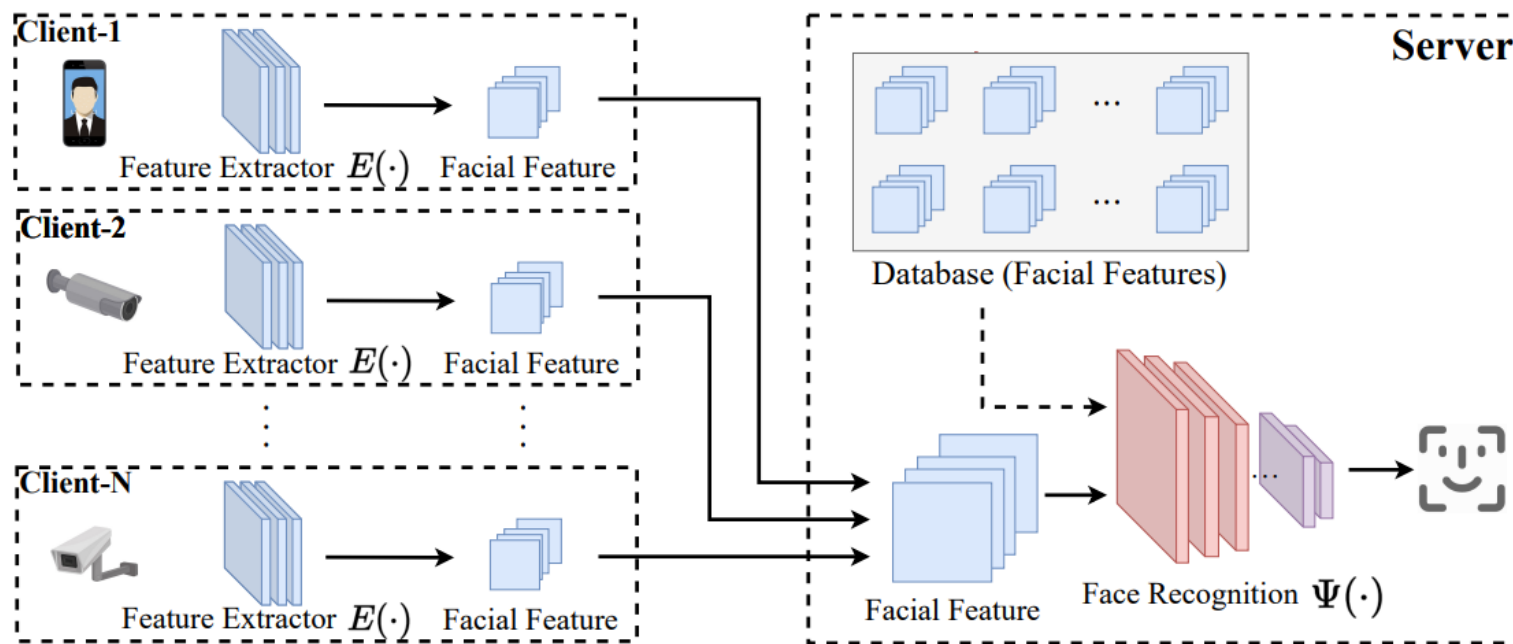 Client-1
Feature Extractor E(·)
Facial Feature
Client-2
Feature Extractor E(·)
Facial Feature
Client-N
Feature Extractor E(·)
Facial Feature
Server
...
...
Database (Facial Features)
Facial Feature
...
Face Recognition Ψ(·)